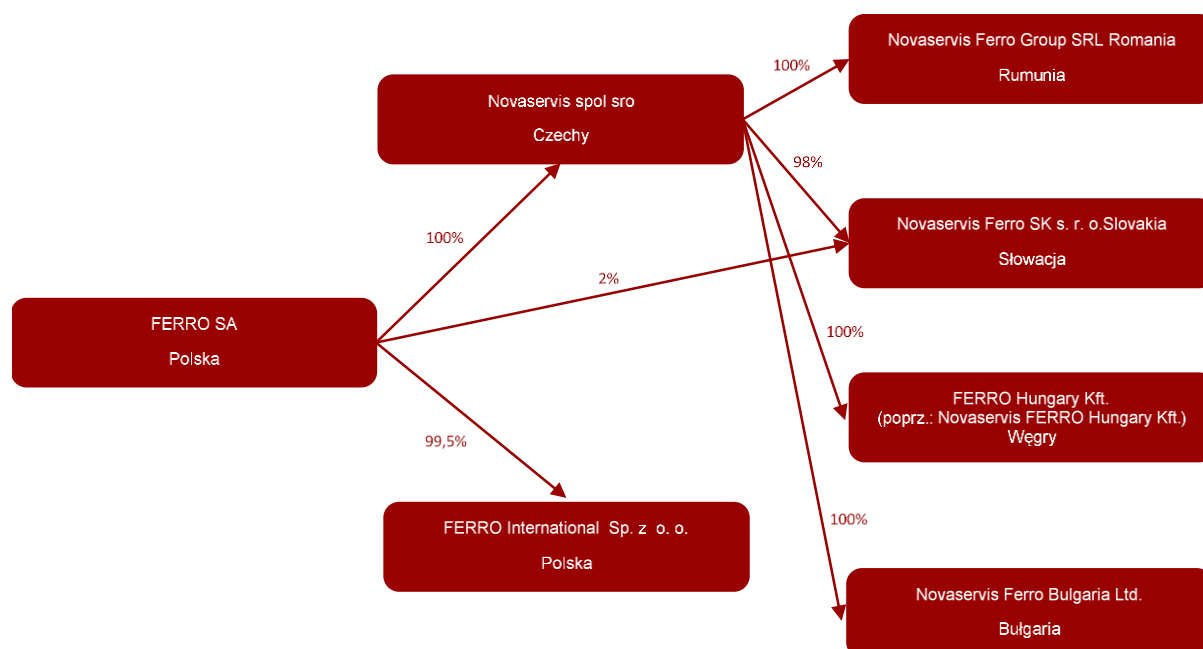 Novaservis Ferro Group SRL Romania
Rumunia
100%
Novaservis spol sro
Czechy
98%
Novaservis Ferro SK s. r. o.Slovakia
Słowacja
100%
2%
FERRO SA
Polska
100%
FERRO Hungary Kft.
(poprz.: Novaservis FERRO Hungary Kft.)
Węgry
99,5%
FERRO International Sp. z o. o.
Polska
100%
Novaservis Ferro Bulgaria Ltd.
Bułgaria